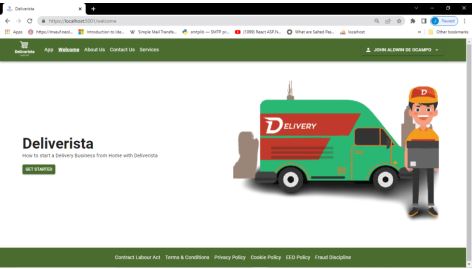 Deliverista
https://localhost:5001/welcome
Paused
Apps
Introduction to Ide...
W Simple Mail Transfe...
smtplib — SMTP pr...
(1099) React ASP.N...
What are Salted Pas...
localhost
Other bookmarks
Deliverista
App Welcome About Us Contact Us Services
JOHN ALDWIN DE OCAMPO
DELIVERY
D
Deliverista
How to start a Delivery Business from Home with Deliverista
GET STARTED
Contract Labour Act Terms & Conditions Privacy Policy Cookie Policy EEO Policy Fraud Discipline